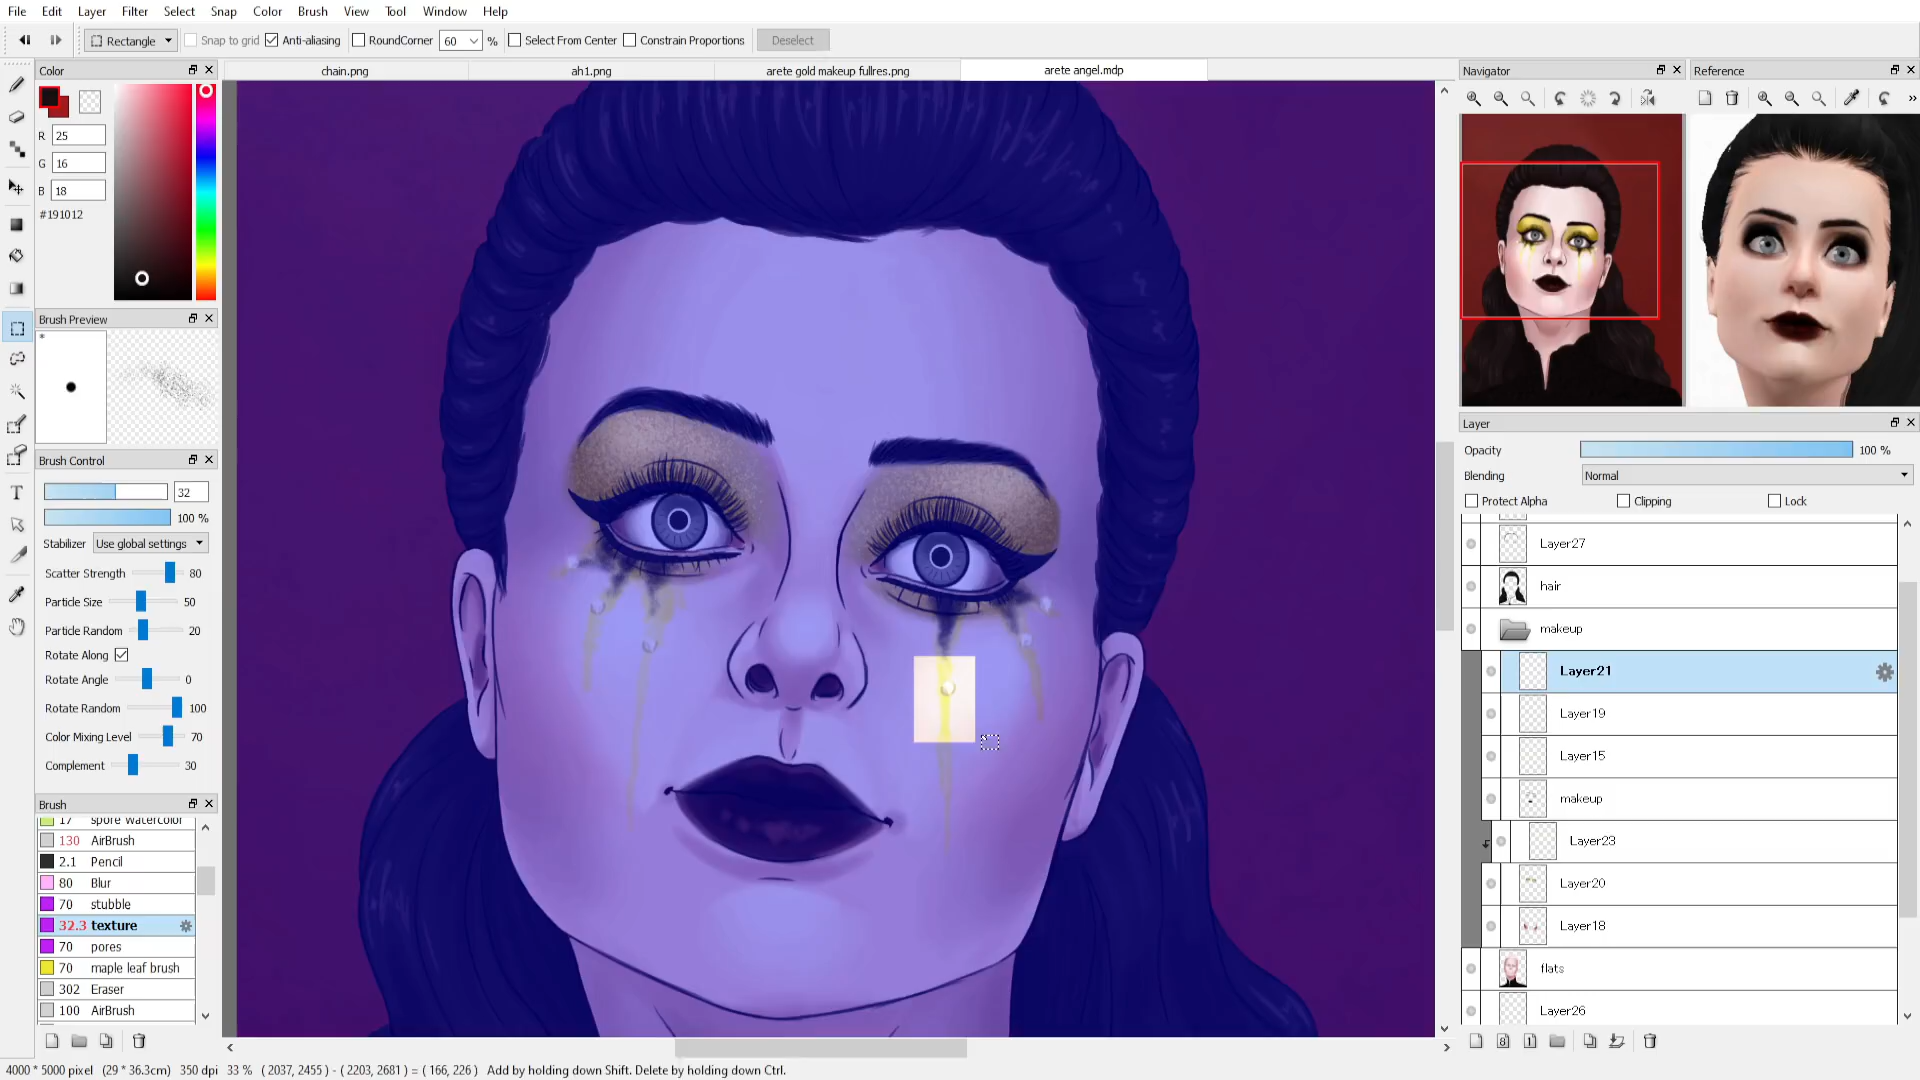 File Edit Layer Filter Select Snap Color Brush View Tool Window Help
Rectangle Snap to grid Anti-aliasing RoundCorner 60 % Select From Center Constrain Proportions Deselect
chain.png ah1.png arete gold makeup fullres.png arete angel.mdp
Color
R 25
G 16
B 18
#191012
Brush Preview
*
Brush Control
32
100 %
Stabilizer Use global settings
Scatter Strength 80
Particle Size 50
Particle Random 20
Rotate Along
Rotate Angle 0
Rotate Random 100
Color Mixing Level 70
Complement 30
Brush
17 spore watercolor
130 AirBrush
2.1 Pencil
80 Blur
70 stubble
32.3 texture
70 pores
70 maple leaf brush
302 Eraser
100 AirBrush
Navigator
Reference
Layer
Opacity 100 %
Blending Normal
Protect Alpha Clipping Lock
Layer27
hair
makeup
Layer21
Layer19
Layer15
makeup
Layer23
Layer20
Layer18
flats
Layer26
4000 * 5000 pixel (29 * 36.3cm) 350 dpi 33 % ( 2037, 2455 ) - ( 2203, 2681 ) = ( 166, 226 ) Add by holding down Shift. Delete by holding down Ctrl.